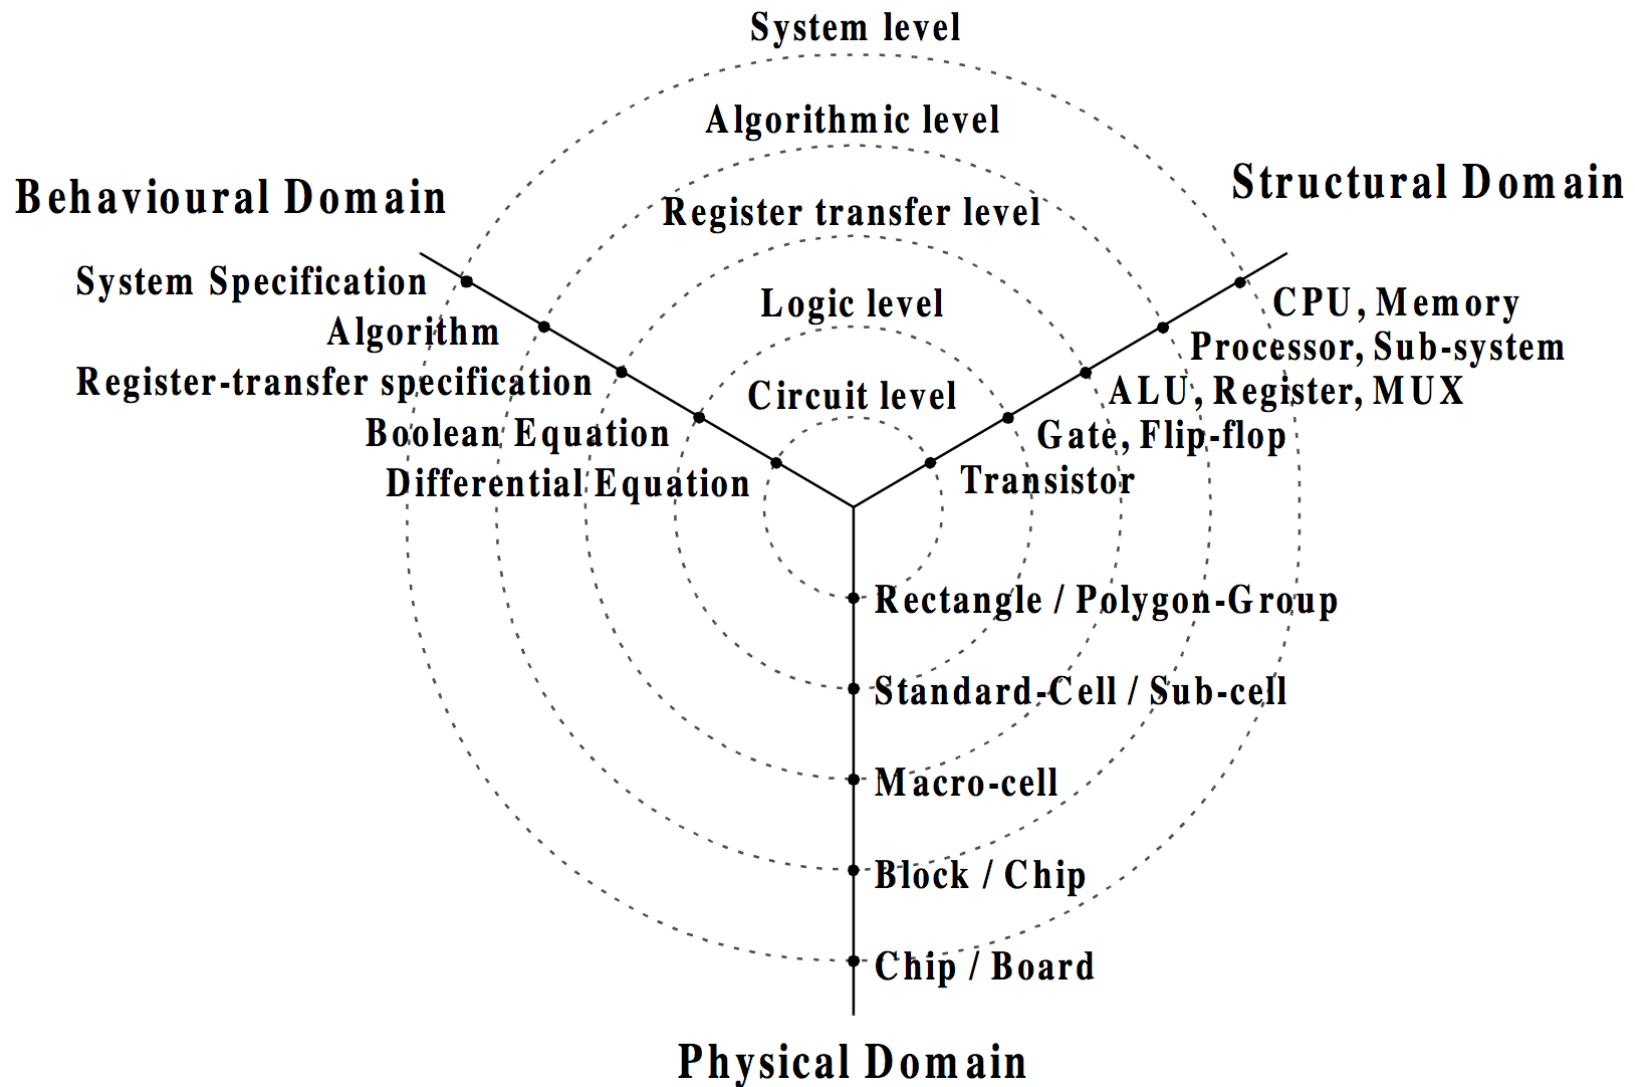 System level
Algorithmic level
Register transfer level
Logic level
Circuit level
Behavioural Domain
System Specification
Algorithm
Register-transfer specification
Boolean Equation
Differential Equation
Structural Domain
CPU, Memory
Processor, Sub-system
ALU, Register, MUX
Gate, Flip-flop
Transistor
Rectangle / Polygon-Group
Standard-Cell / Sub-cell
Macro-cell
Block / Chip
Chip / Board
Physical Domain